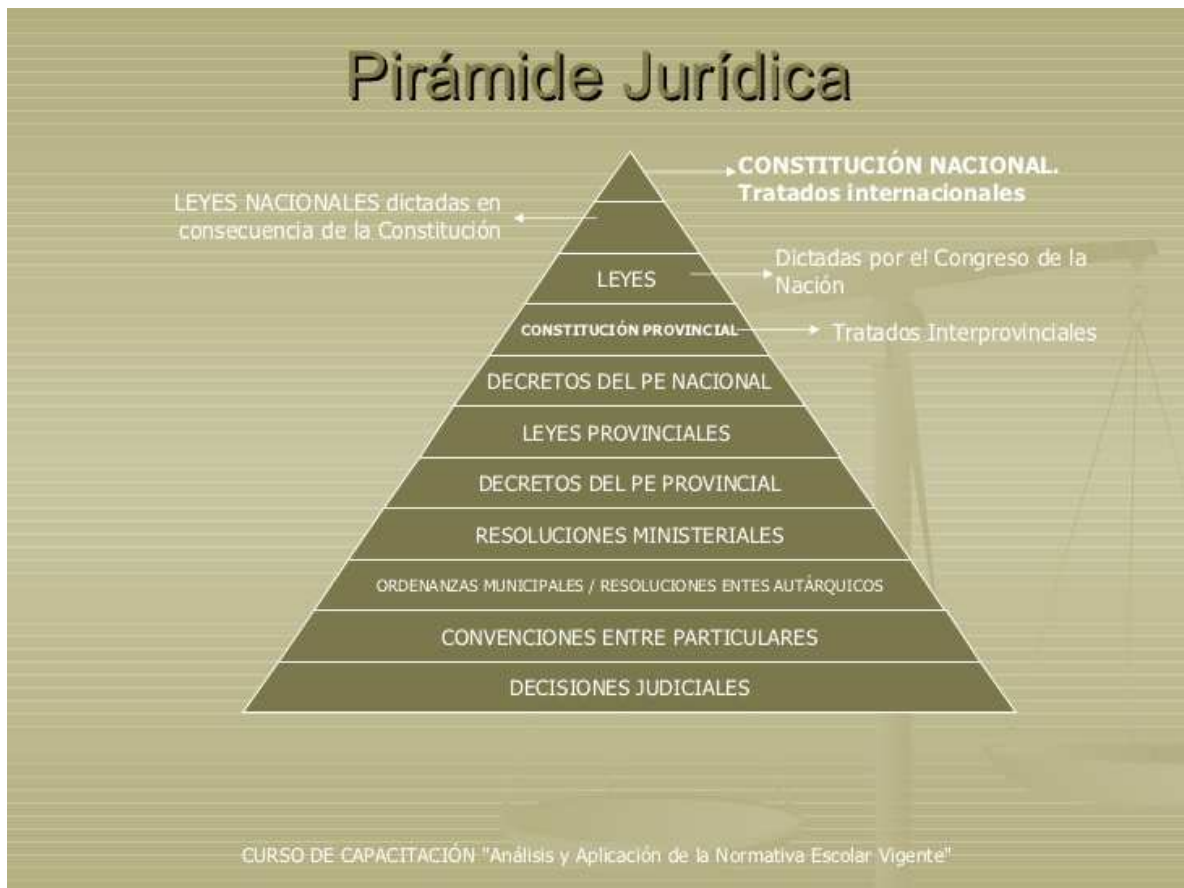 Pirámide Jurídica
CONSTITUCIÓN NACIONAL.
Tratados internacionales
LEYES NACIONALES dictadas en
consecuencia de la Constitución
Dictadas por el Congreso de la
Nación
LEYES
CONSTITUCIÓN PROVINCIAL
Tratados Interprovinciales
DECRETOS DEL PE NACIONAL
LEYES PROVINCIALES
DECRETOS DEL PE PROVINCIAL
RESOLUCIONES MINISTERIALES
ORDENANZAS MUNICIPALES / RESOLUCIONES ENTES AUTÁRQUICOS
CONVENCIONES ENTRE PARTICULARES
DECISIONES JUDICIALES
CURSO DE CAPACITACIÓN "Análisis y Aplicación de la Normativa Escolar Vigente"